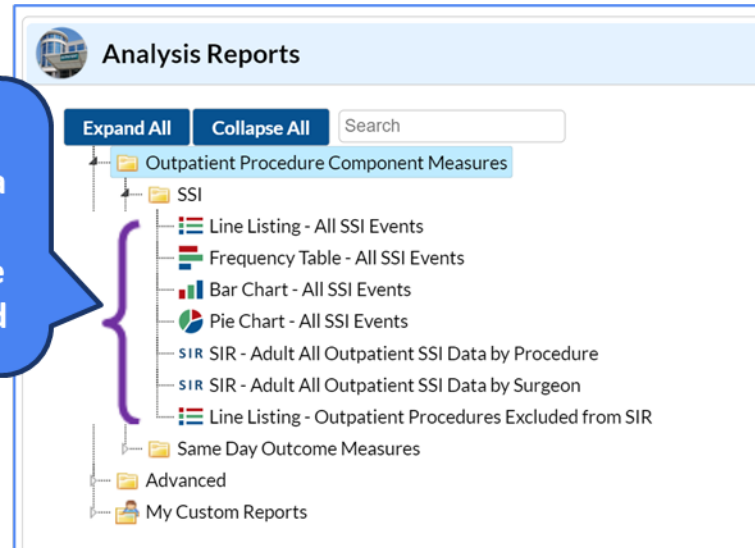 Analysis Reports
Expand All Collapse All Search
Outpatient Procedure Component Measures
SSI
Line Listing - All SSI Events
Frequency Table - All SSI Events
Bar Chart - All SSI Events
Pie Chart - All SSI Events
SIR SIR - Adult All Outpatient SSI Data by Procedure
SIR SIR - Adult All Outpatient SSI Data by Surgeon
Line Listing - Outpatient Procedures Excluded from SIR
Same Day Outcome Measures
Advanced
My Custom Reports